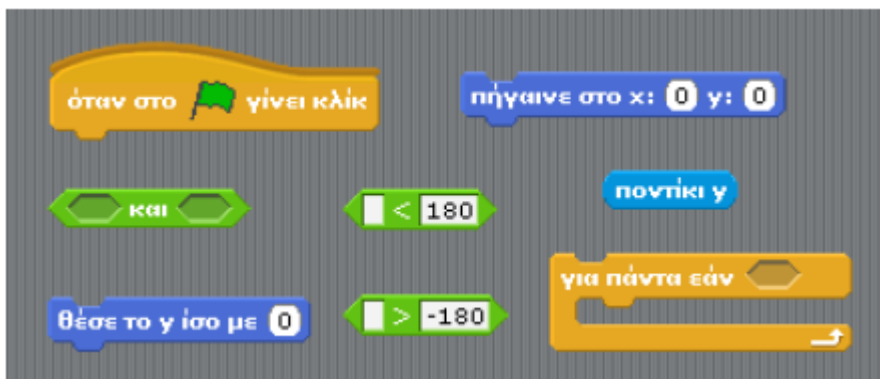 όταν στο γίνει κλίκ
πήγαινε στο x: 0 y: 0
και
< 180
ποντίκι y
για πάντα εάν
θέσε το y ίσο με 0
> -180